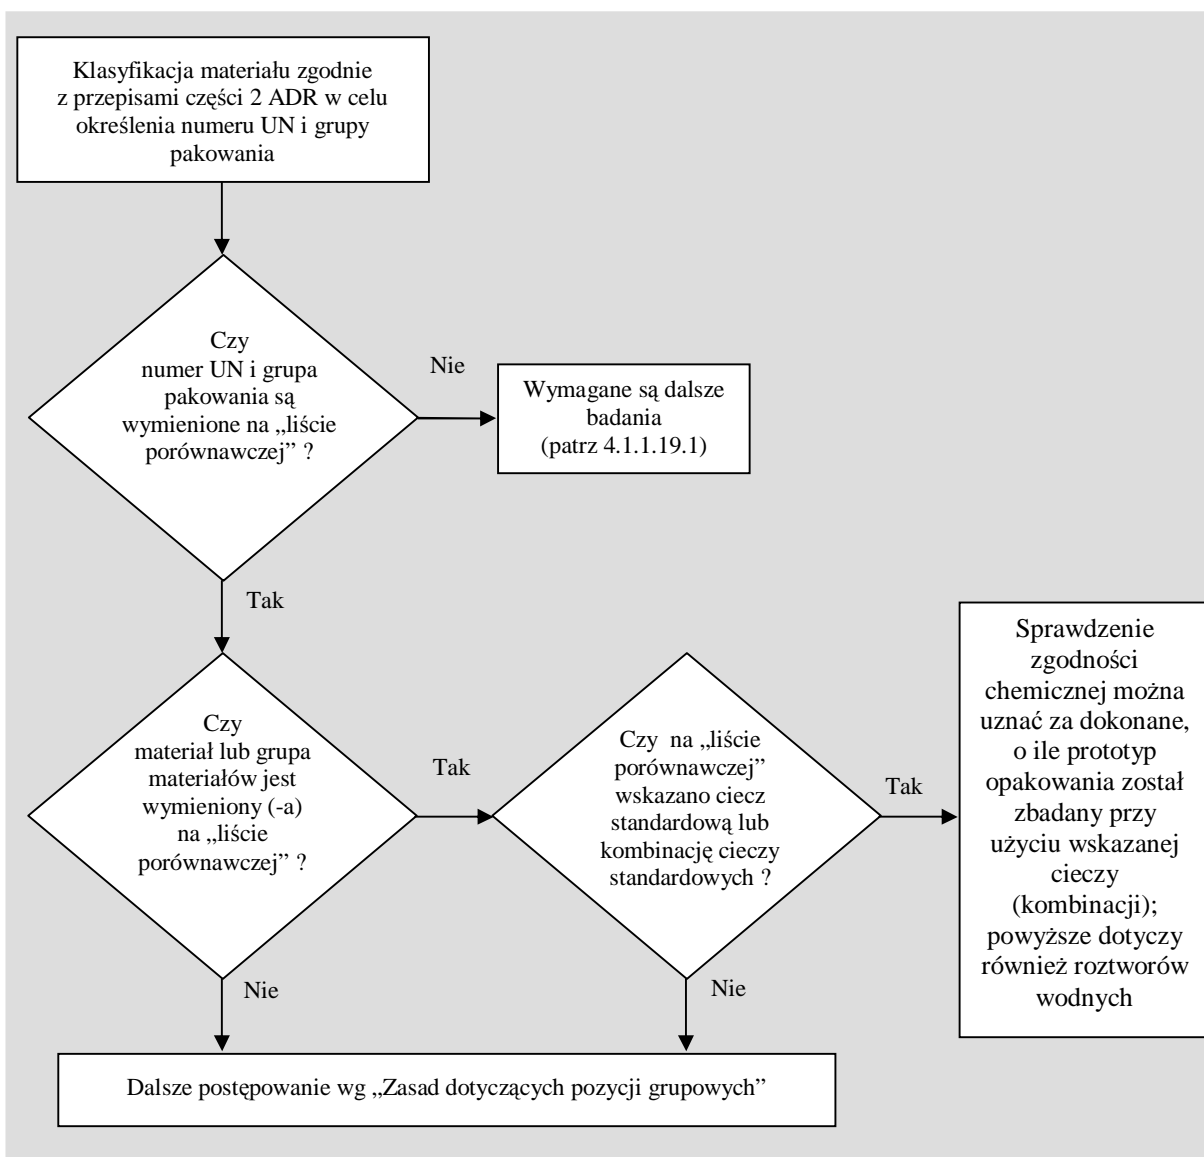 Klasyfikacja materiału zgodnie
z przepisami części 2 ADR w celu
określenia numeru UN i grupy
pakowania
Czy
numer UN i grupa
pakowania są
wymienione na „liście
porównawczej” ?
Nie
Wymagane są dalsze
badania
(patrz 4.1.1.19.1)
Tak
Czy
materiał lub grupa
materiałów jest
wymieniony (-a)
na „liście
porównawczej” ?
Tak
Czy na „liście
porównawczej”
wskazano ciecz
standardową lub
kombinację cieczy
standardowych ?
Tak
Sprawdzenie
zgodności
chemicznej można
uznać za dokonane,
o ile prototyp
opakowania został
zbadany przy
użyciu wskazanej
cieczy
(kombinacji);
powyższe dotyczy
również roztworów
wodnych
Nie
Nie
Dalsze postępowanie wg „Zasad dotyczących pozycji grupowych”